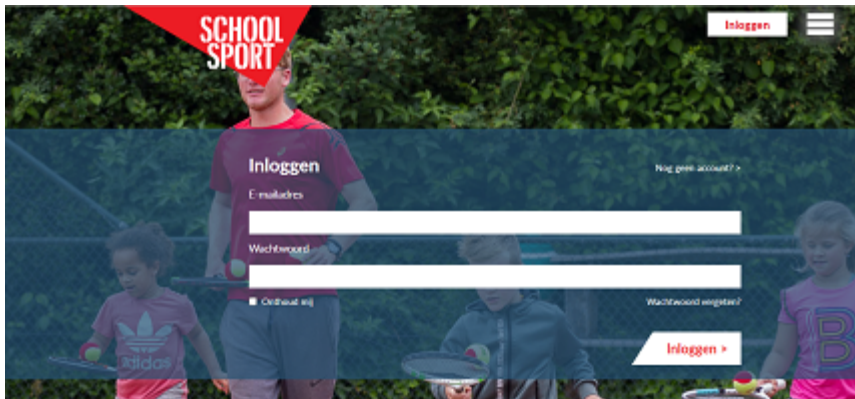 SCHOOL
SPORT
Inloggen
Inloggen
Nog geen account? >
E-mailadres
Wachtwoord
Onthoud mij
Wachtwoord vergeten?
Inloggen >
adidas
B